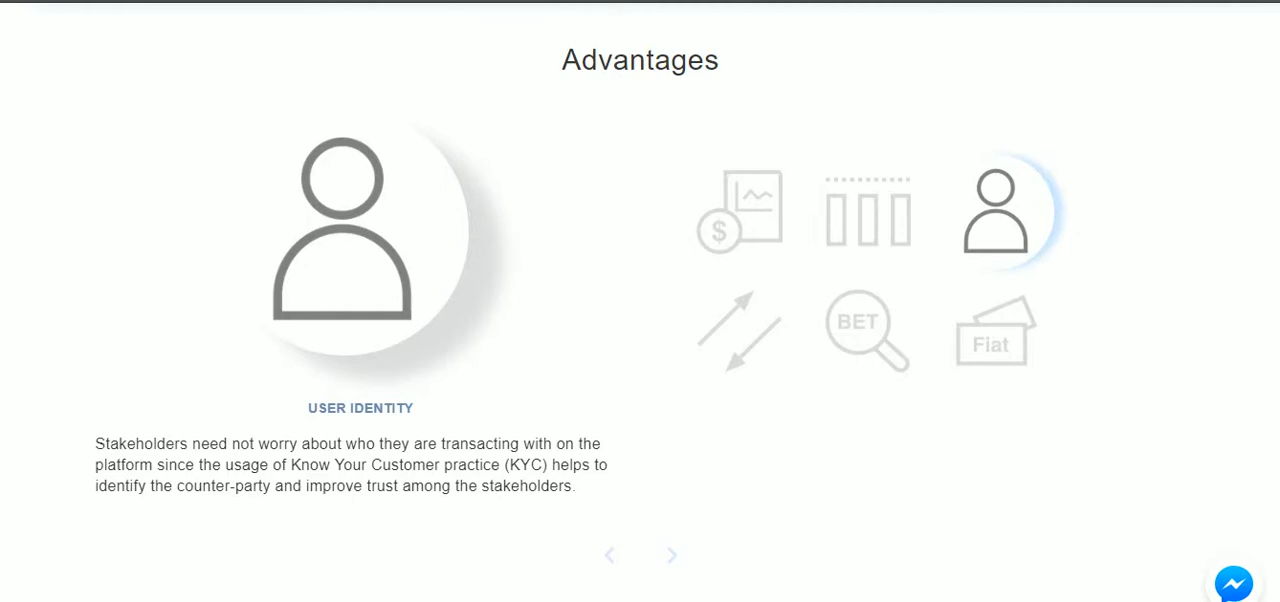 Advantages
$
BET
Fiat
USER IDENTITY
Stakeholders need not worry about who they are transacting with on the
platform since the usage of Know Your Customer practice (KYC) helps to
identify the counter-party and improve trust among the stakeholders.